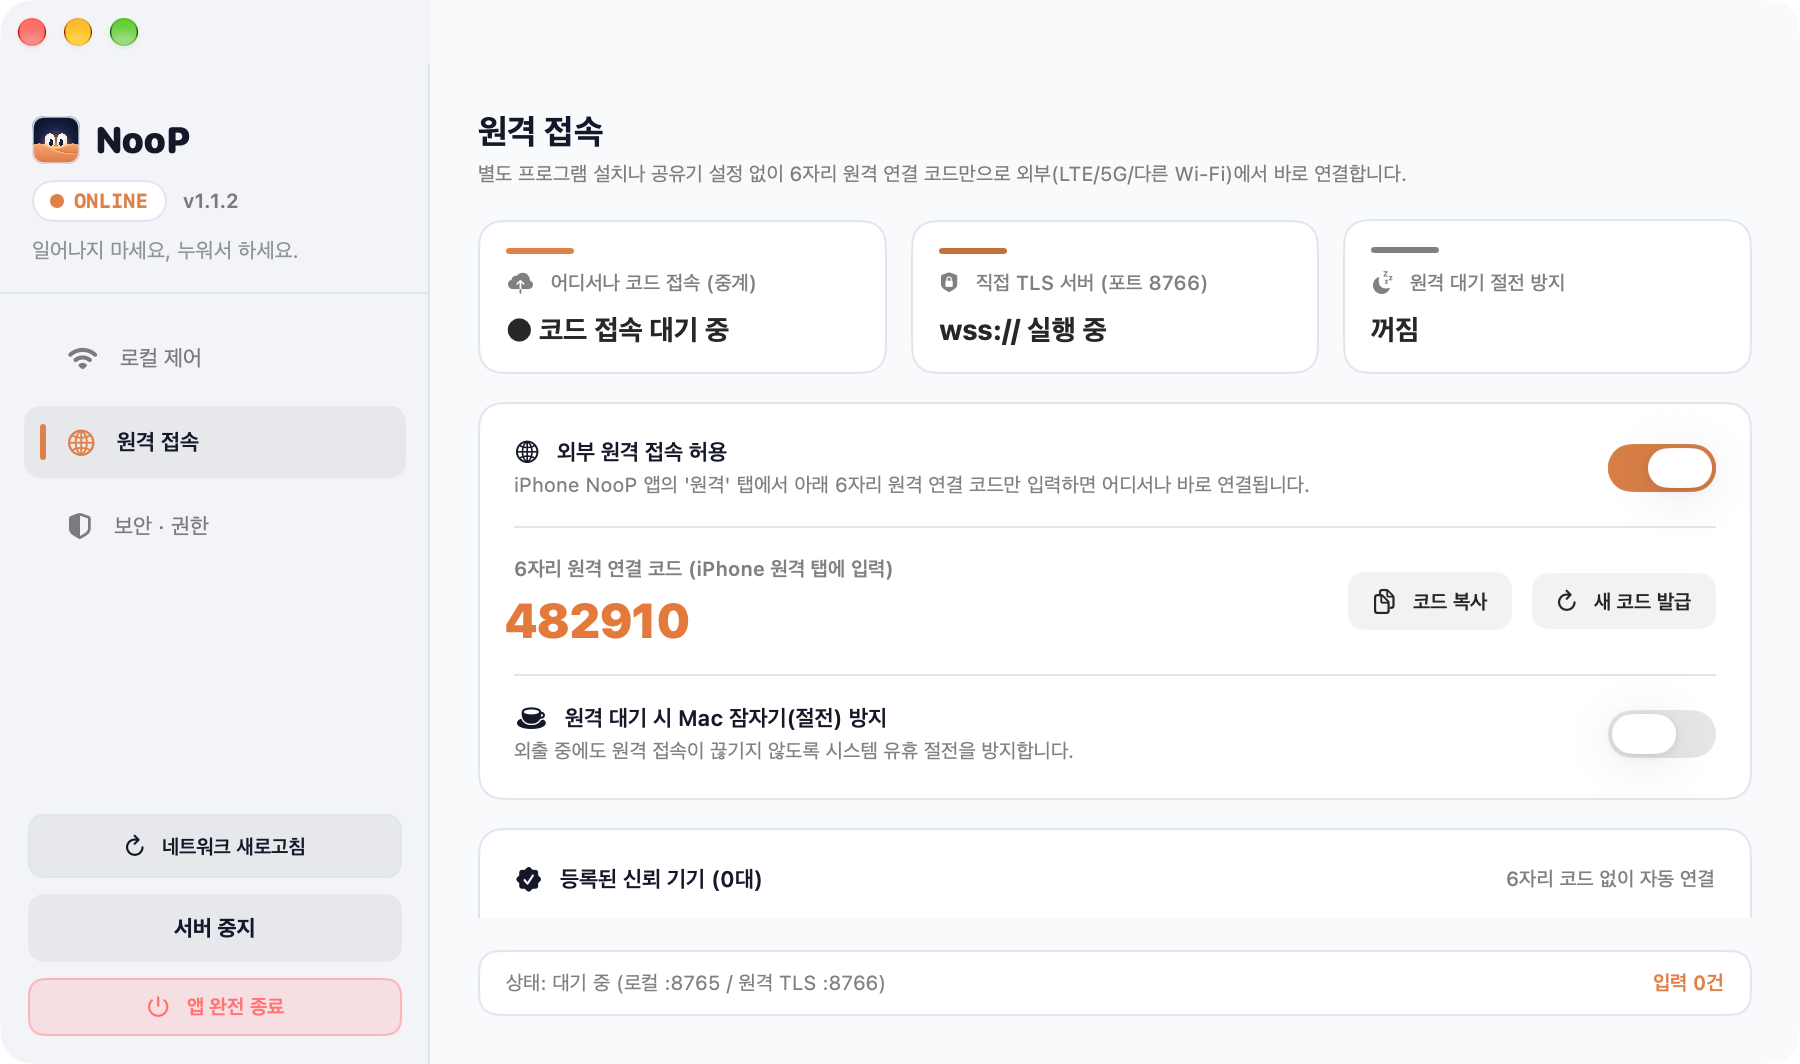 NooP
ONLINE v1.1.2
일어나지 마세요, 누워서 하세요.
로컬 제어
원격 접속
보안 · 권한
네트워크 새로고침
서버 중지
앱 완전 종료
원격 접속
별도 프로그램 설치나 공유기 설정 없이 6자리 원격 연결 코드만으로 외부(LTE/5G/다른 Wi-Fi)에서 바로 연결합니다.
어디서나 코드 접속 (중계)
● 코드 접속 대기 중
직접 TLS 서버 (포트 8766)
wss:// 실행 중
원격 대기 절전 방지
꺼짐
외부 원격 접속 허용
iPhone NooP 앱의 '원격' 탭에서 아래 6자리 원격 연결 코드만 입력하면 어디서나 바로 연결됩니다.
6자리 원격 연결 코드 (iPhone 원격 탭에 입력)
482910
코드 복사
새 코드 발급
원격 대기 시 Mac 잠자기(절전) 방지
외출 중에도 원격 접속이 끊기지 않도록 시스템 유휴 절전을 방지합니다.
등록된 신뢰 기기 (0대)
6자리 코드 없이 자동 연결
상태: 대기 중 (로컬 :8765 / 원격 TLS :8766)
입력 0건